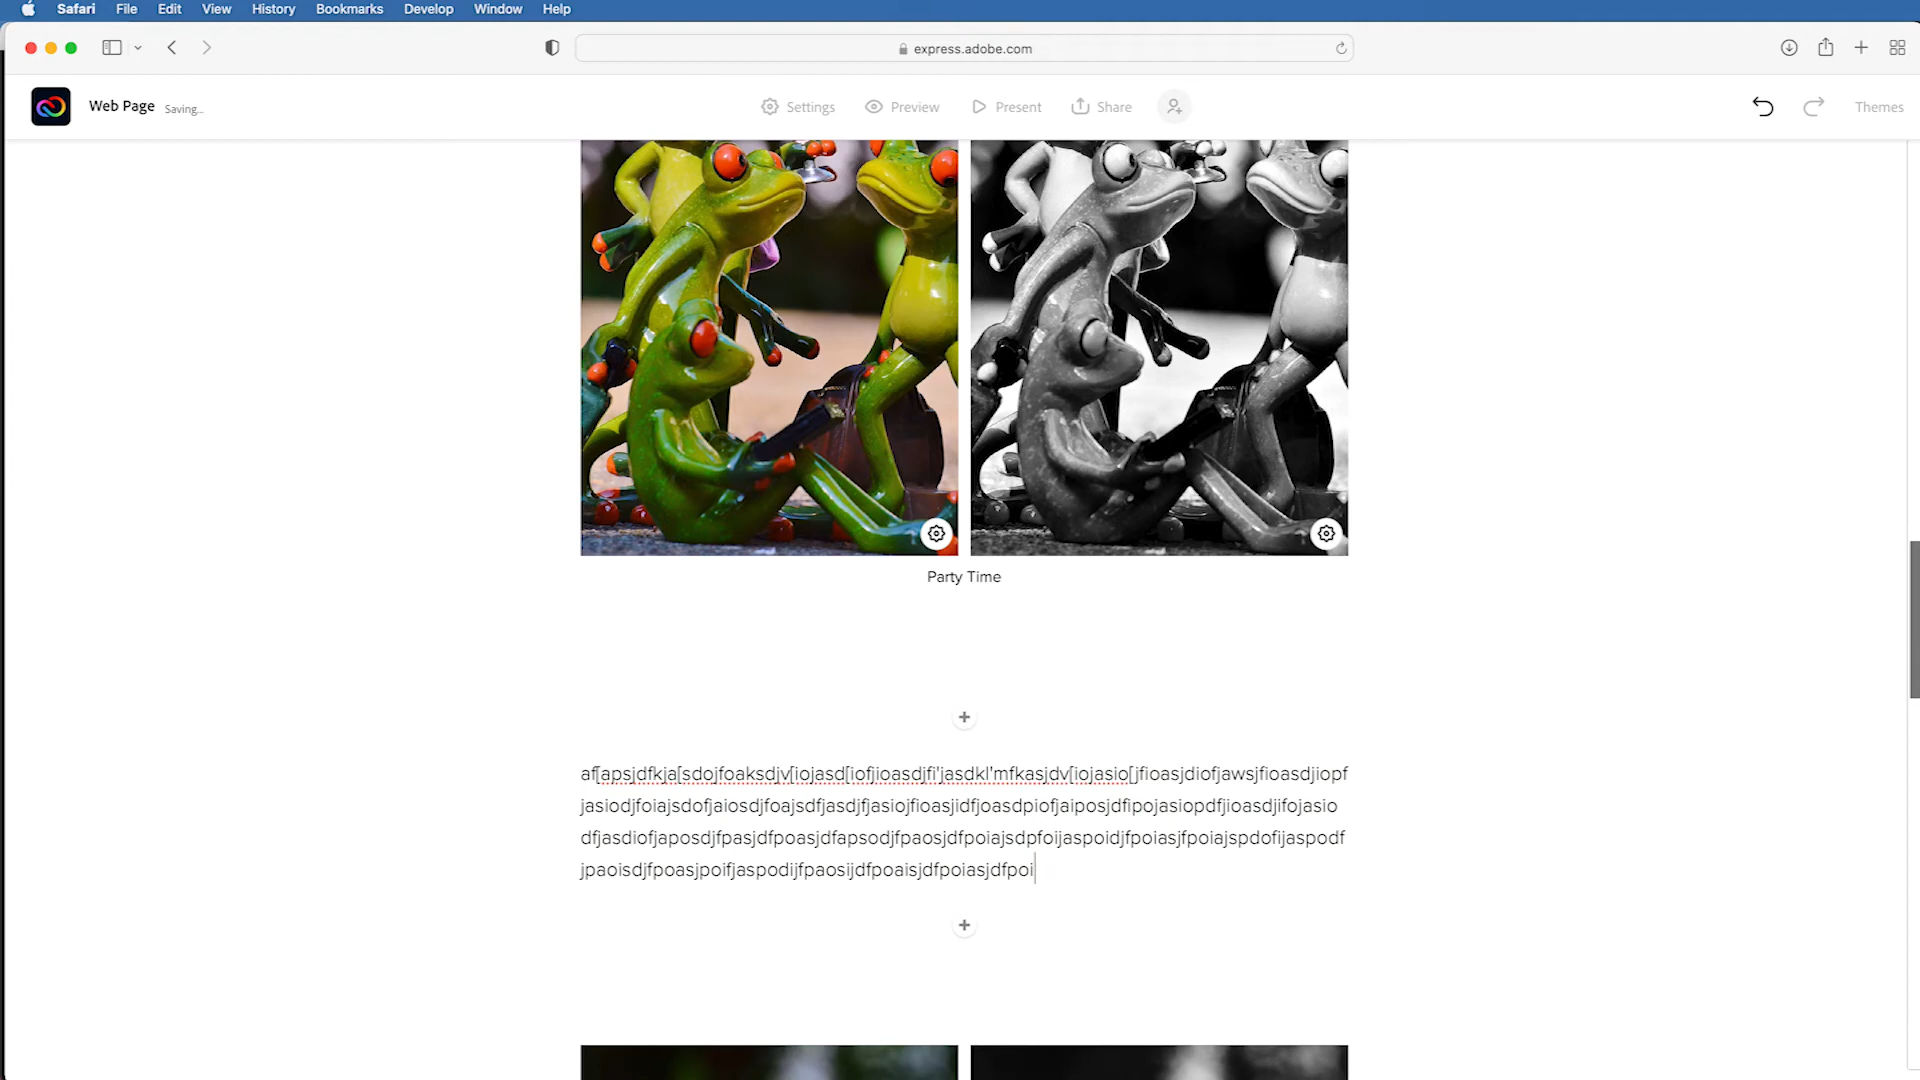 Safari File Edit View History Bookmarks Develop Window Help
express.adobe.com
Web Page Saving... Settings Preview Present Share Themes
Party Time
af[apsjdfkja[sdojfoaksdjv[iojasd[iofjioasdjfi'jasdkl'mfkasjdv[iojasio[jfioasjdiofjawsjfioasdjiopf
jasiodjfoiajsdofjaiosdjfoajsdfjasdjfjasiojfioasjidfjoasdpiofjaiposjdfipojasiopdfjioasdjifojasio
dfjasdiofjaposdjfpasjdfpoasjdfapsodjfpaosjdfpoiajsdpfoijaspoidjfpoiasjfpoiajspdofijaspodf
jpaoisdjfpoasjpoifjaspodijfpaosijdfpoaisjdfpoiasjdfpoi